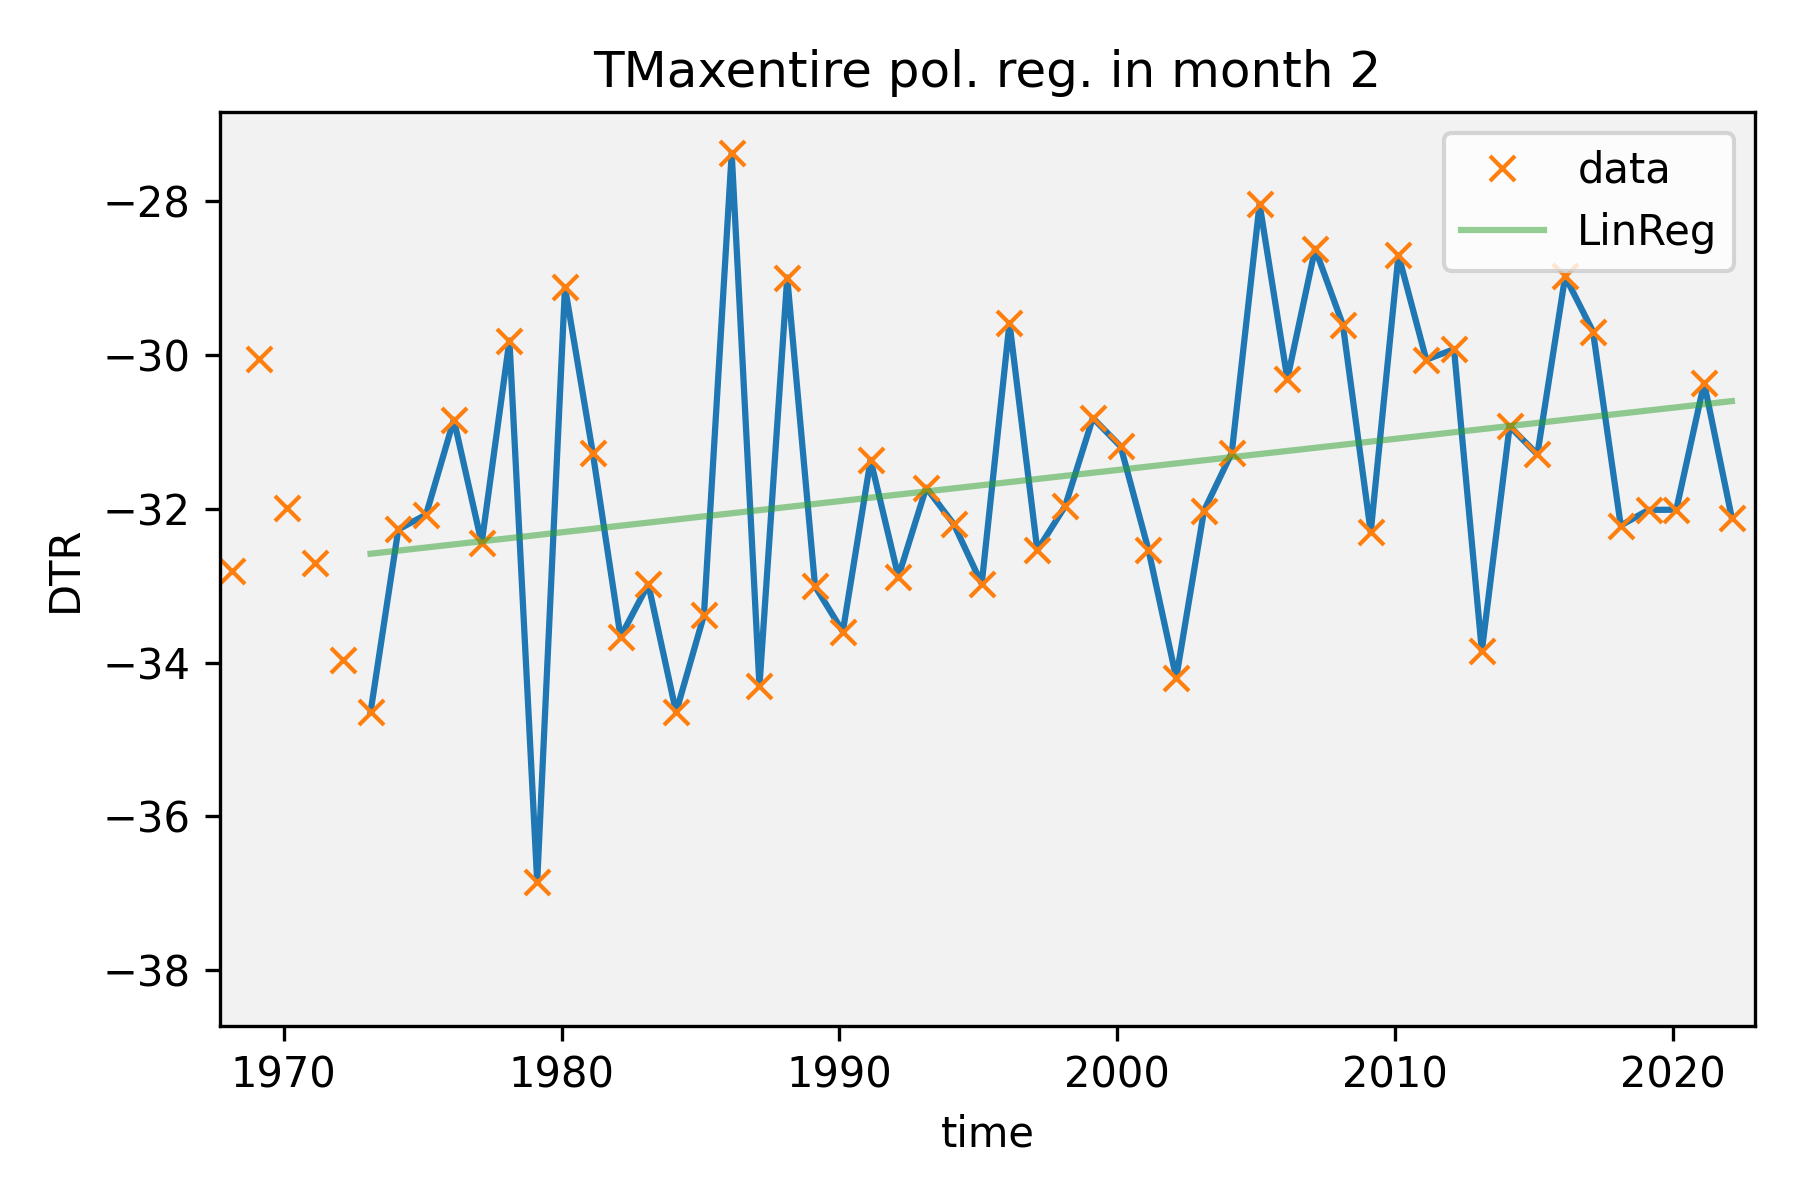 TMaxentire pol. reg. in month 2
data
LinReg
−28
−30
−32
−34
−36
−38
DTR
1970 1980 1990 2000 2010 2020
time